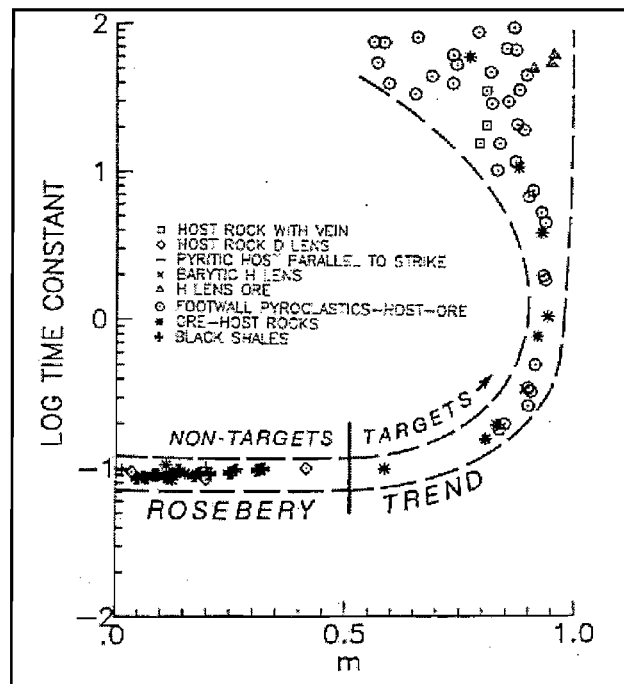 2
1
0
−1
−2
LOG TIME CONSTANT
HOST ROCK WITH VEIN
HOST ROCK D LENS
PYRITIC HOST PARALLEL TO STRIKE
BARYTIC H LENS
H LENS ORE
FOOTWALL PYROCLASTICS-HOST-ORE
ORE-HOST ROCKS
BLACK SHALES
NON-TARGETS
TARGETS
ROSEBERY
TREND
.0
0.5
1.0
m